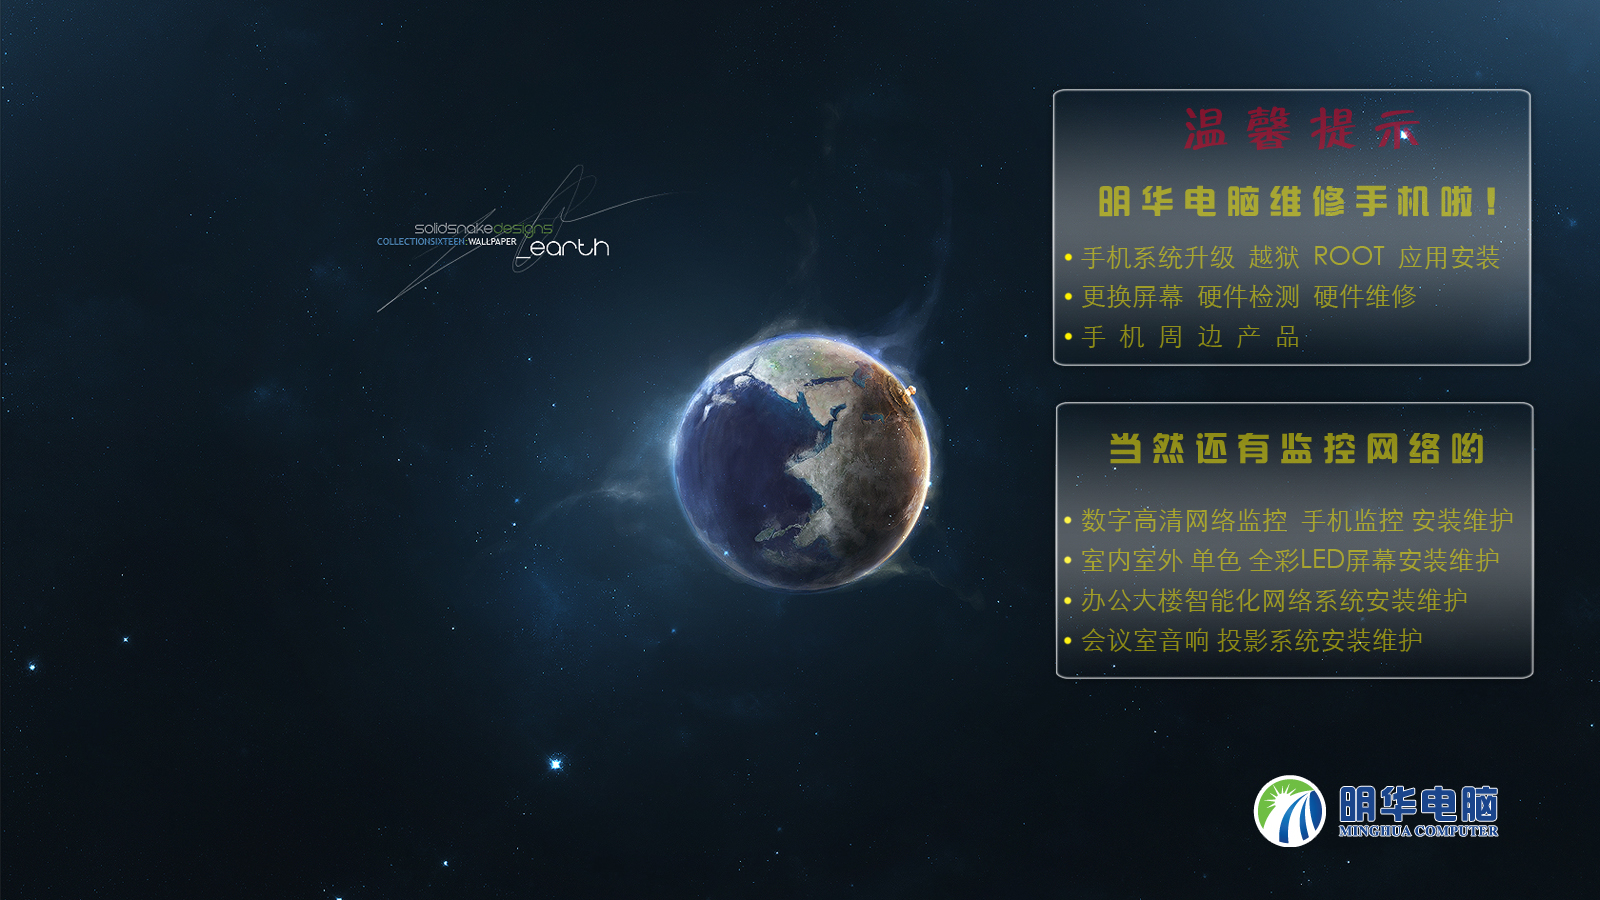 solidsnakedesigns
COLLECTIONSIXTEEN:WALLPAPER
_earth
温馨提示
明华电脑维修手机啦!
• 手机系统升级 越狱 ROOT 应用安装
• 更换屏幕 硬件检测 硬件维修
• 手机周边产品
当然还有监控网络哟
• 数字高清网络监控 手机监控 安装维护
• 室内室外 单色 全彩LED屏幕安装维护
• 办公大楼智能化网络系统安装维护
• 会议室音响 投影系统安装维护
明华电脑
MINGHUA COMPUTER